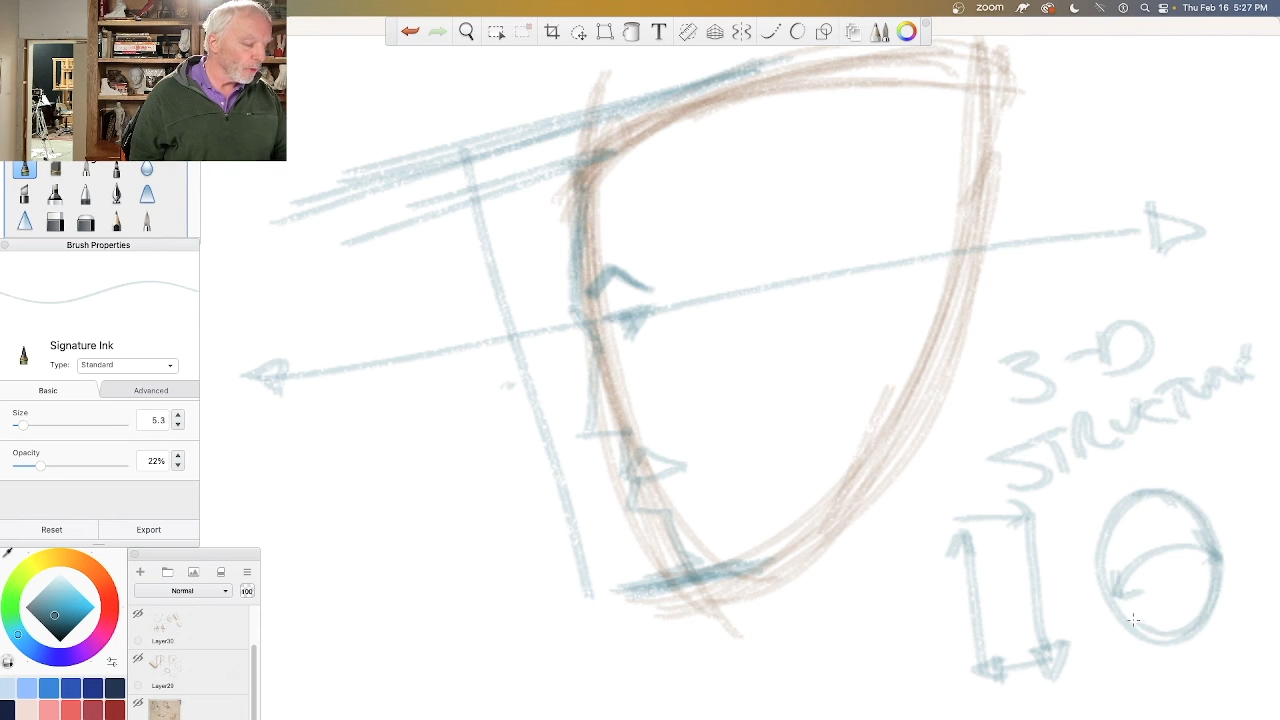 zoom
Thu Feb 16 5:27 PM
T
Brush Properties
Signature Ink
Type: Standard
Basic
Advanced
Size
5.3
Opacity
22%
Reset
Export
Normal
100
Layer30
Layer29
3-D
STRUCTURE